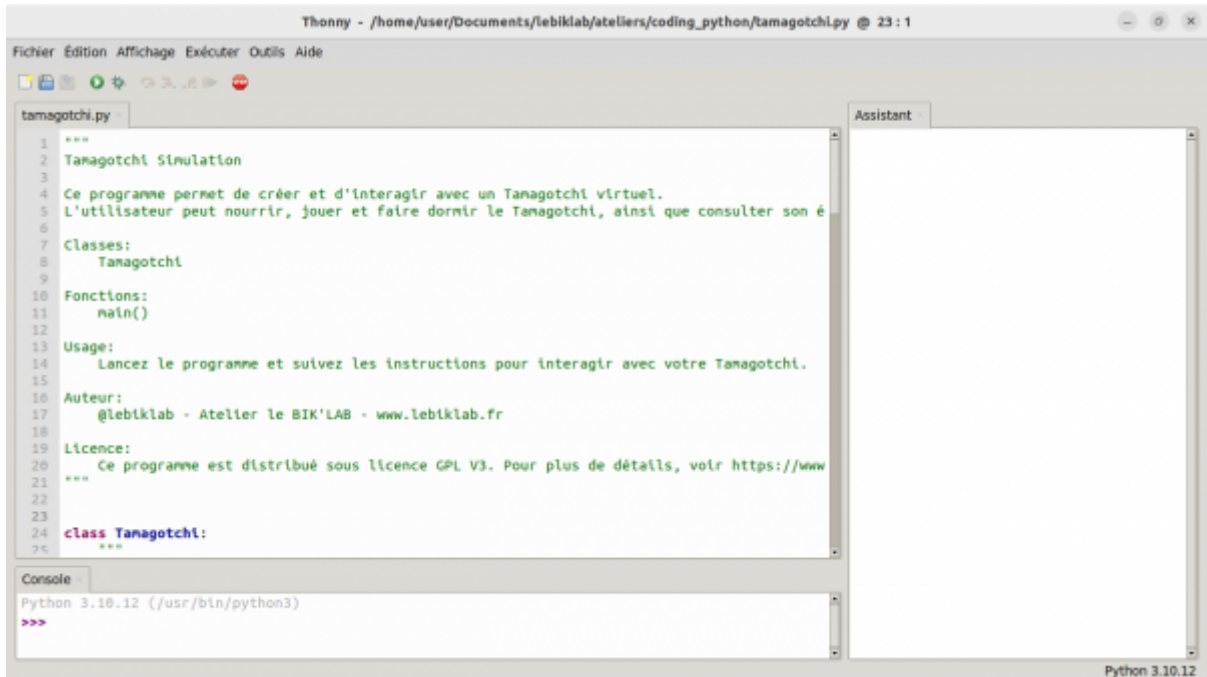 Thonny - /home/user/Documents/lebiklab/ateliers/coding_python/tamagotchi.py @ 23 : 1
Fichier Édition Affichage Exécuter Outils Aide
tamagotchi.py
1 """
2 Tamagotchi Simulation
3
4 Ce programme permet de créer et d'interagir avec un Tamagotchi virtuel.
5 L'utilisateur peut nourrir, jouer et faire dormir le Tamagotchi, ainsi que consulter son é
6
7 Classes:
8 Tamagotchi
9
10 Fonctions:
11 main()
12
13 Usage:
14 Lancez le programme et suivez les instructions pour interagir avec votre Tamagotchi.
15
16 Auteur:
17 @lebiklab - Atelier le BIK'LAB - www.lebiklab.fr
18
19 Licence:
20 Ce programme est distribué sous licence GPL V3. Pour plus de détails, voir https://www
21 """
22
23
24 class Tamagotchi:
25 """
Assistant
Console
Python 3.10.12 (/usr/bin/python3)
>>>
Python 3.10.12